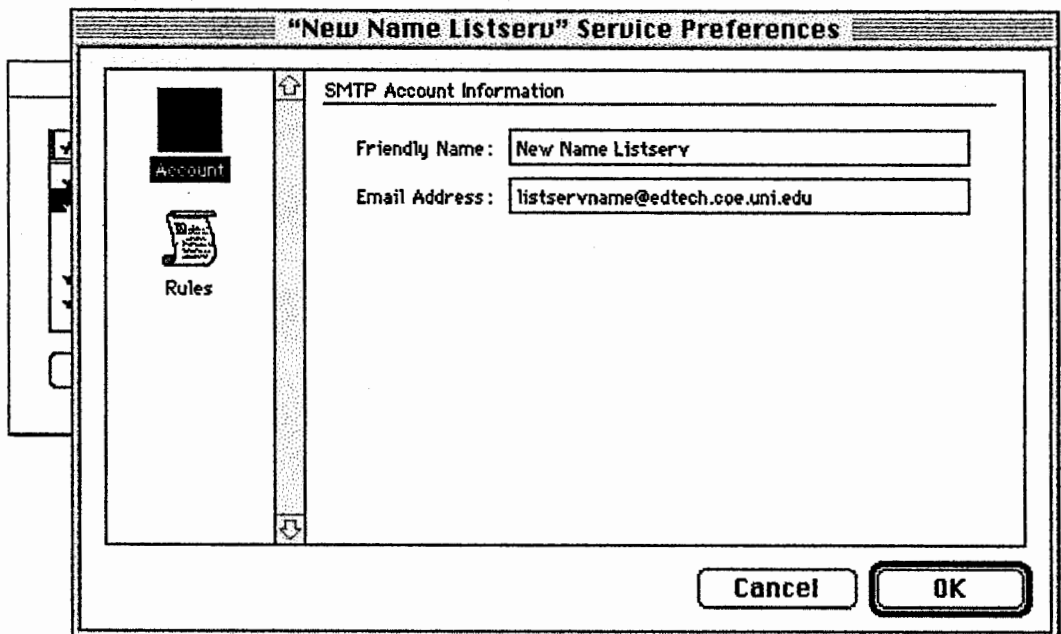 "New Name Listserv" Service Preferences
Account
Rules
SMTP Account Information
Friendly Name: New Name Listserv
Email Address: listservname@edtech.coe.uni.edu
Cancel
OK